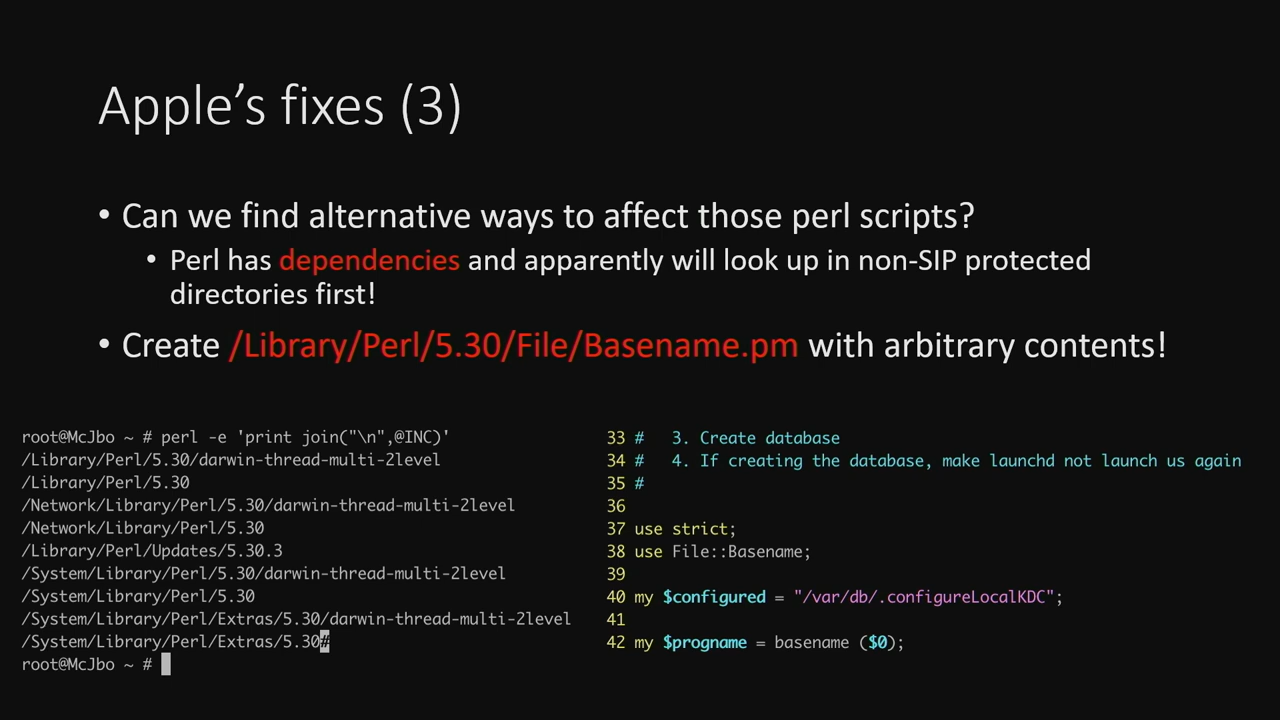 Apple’s fixes (3)
• Can we find alternative ways to affect those perl scripts?
• Perl has dependencies and apparently will look up in non-SIP protected
directories first!
• Create /Library/Perl/5.30/File/Basename.pm with arbitrary contents!
root@McJbo ~ # perl -e 'print join("\n",@INC)'
/Library/Perl/5.30/darwin-thread-multi-2level
/Library/Perl/5.30
/Network/Library/Perl/5.30/darwin-thread-multi-2level
/Network/Library/Perl/5.30
/Library/Perl/Updates/5.30.3
/System/Library/Perl/5.30/darwin-thread-multi-2level
/System/Library/Perl/5.30
/System/Library/Perl/Extras/5.30/darwin-thread-multi-2level
/System/Library/Perl/Extras/5.30#
root@McJbo ~ #
33 #   3. Create database
34 #   4. If creating the database, make launchd not launch us again
35 #
36
37 use strict;
38 use File::Basename;
39
40 my $configured = "/var/db/.configureLocalKDC";
41
42 my $progname = basename ($0);